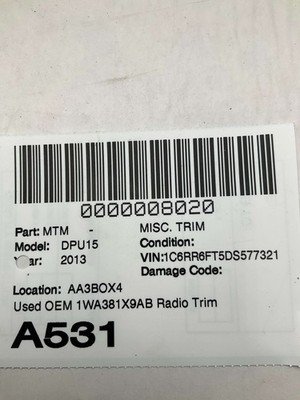 0000008020
Part: MTM - MISC. TRIM
Model: DPU15 Condition:
Year: 2013 VIN:1C6RR6FT5DS577321
Damage Code:
Location: AA3BOX4
Used OEM 1WA381X9AB Radio Trim
A531